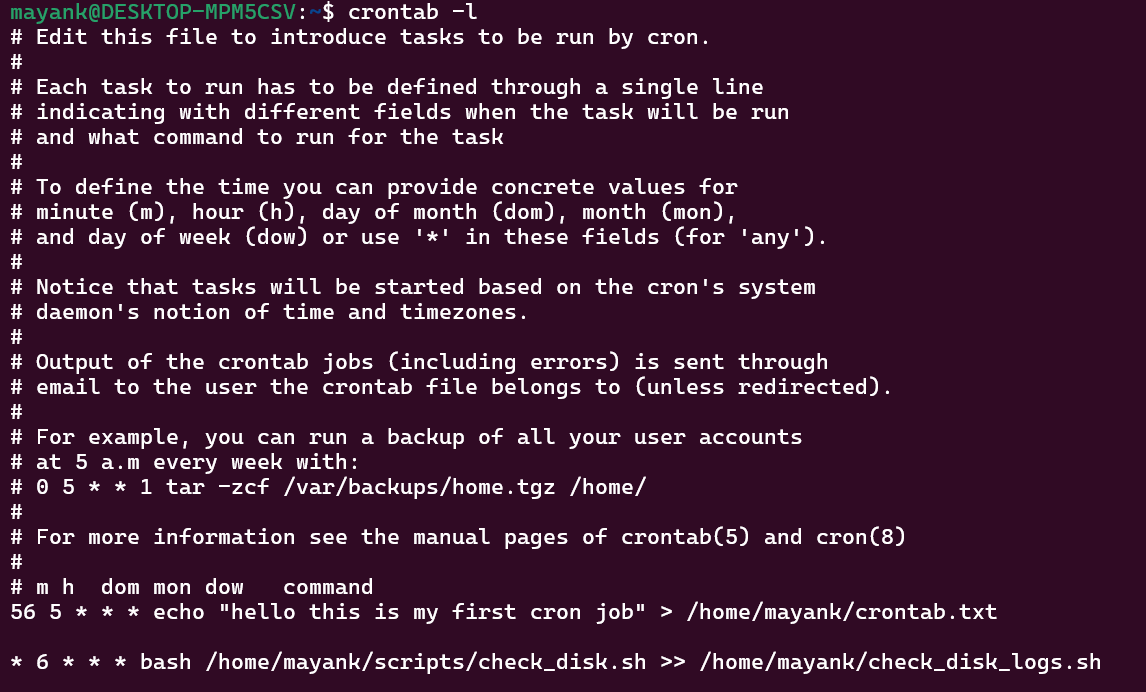 mayank@DESKTOP-MPM5CSV:~$ crontab -l
# Edit this file to introduce tasks to be run by cron.
#
# Each task to run has to be defined through a single line
# indicating with different fields when the task will be run
# and what command to run for the task
#
# To define the time you can provide concrete values for
# minute (m), hour (h), day of month (dom), month (mon),
# and day of week (dow) or use '*' in these fields (for 'any').
#
# Notice that tasks will be started based on the cron's system
# daemon's notion of time and timezones.
#
# Output of the crontab jobs (including errors) is sent through
# email to the user the crontab file belongs to (unless redirected).
#
# For example, you can run a backup of all your user accounts
# at 5 a.m every week with:
# 0 5 * * 1 tar -zcf /var/backups/home.tgz /home/
#
# For more information see the manual pages of crontab(5) and cron(8)
#
# m h  dom mon dow   command
56 5 * * * echo "hello this is my first cron job" > /home/mayank/crontab.txt

* 6 * * * bash /home/mayank/scripts/check_disk.sh >> /home/mayank/check_disk_logs.sh